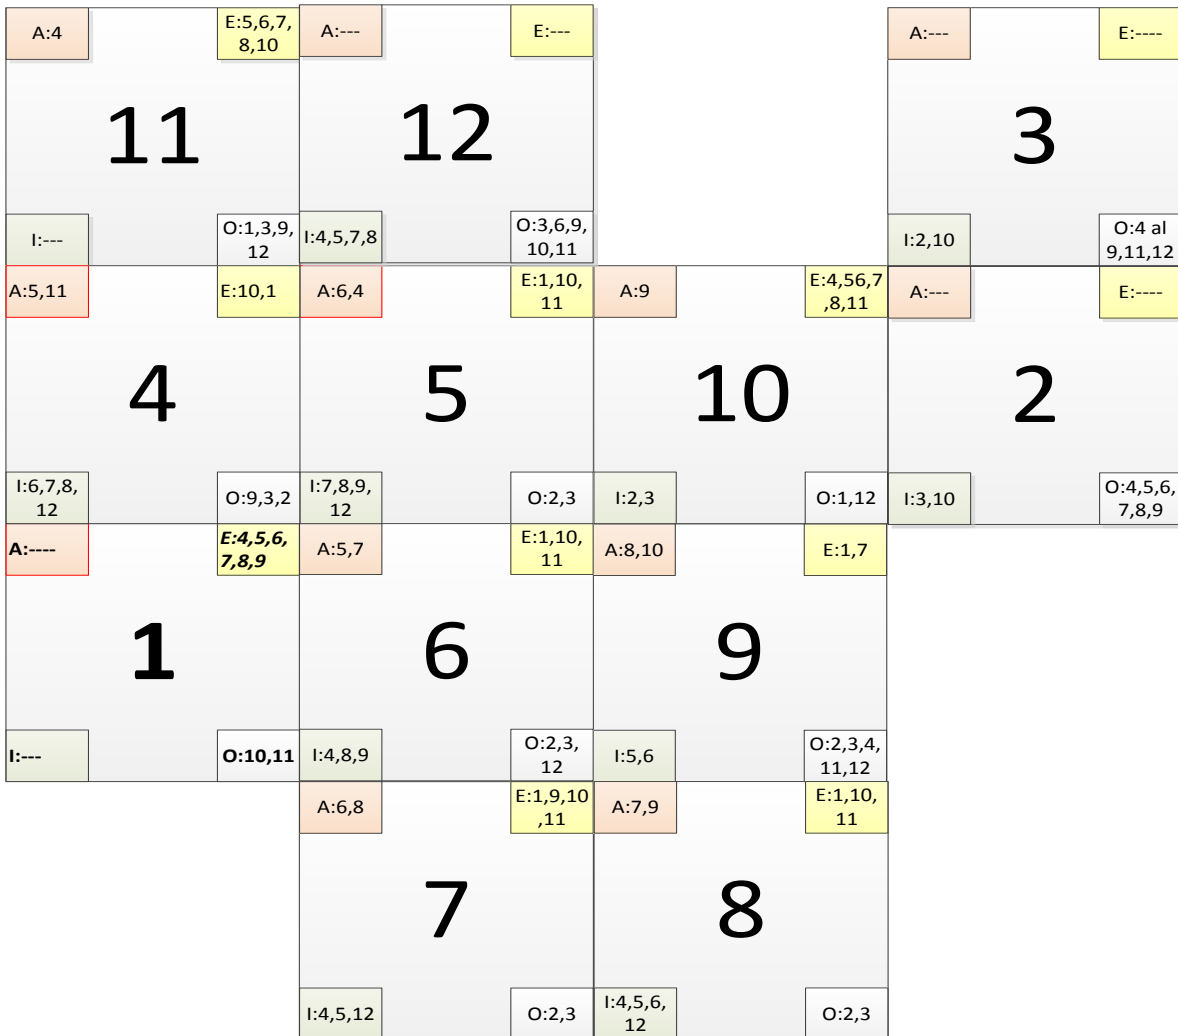 A:4
E:5,6,7,
8,10
11
I:---
O:1,3,9,
12
A:---
E:---
12
I:4,5,7,8
O:3,6,9,
10,11
A:---
E:----
3
I:2,10
O:4 al
9,11,12
A:5,11
E:10,1
4
I:6,7,8,
12
O:9,3,2
A:6,4
E:1,10,
11
5
I:7,8,9,
12
O:2,3
A:9
E:4,56,7
,8,11
10
I:2,3
O:1,12
A:---
E:----
2
I:3,10
O:4,5,6,
7,8,9
A:----
E:4,5,6,
7,8,9
1
I:---
O:10,11
A:5,7
E:1,10,
11
6
I:4,8,9
O:2,3,
12
A:8,10
E:1,7
9
I:5,6
O:2,3,4,
11,12
A:6,8
E:1,9,10
,11
7
I:4,5,12
O:2,3
A:7,9
E:1,10,
11
8
I:4,5,6,
12
O:2,3